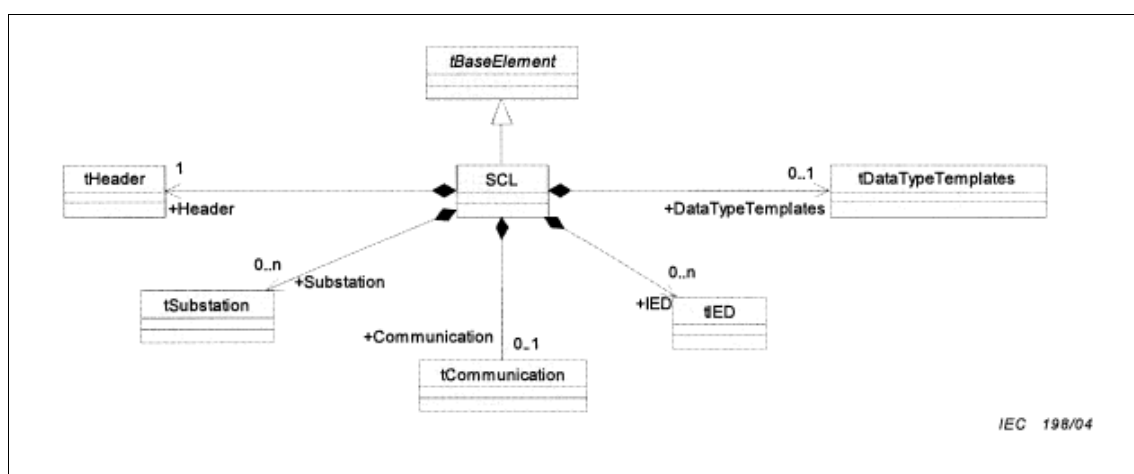 tBaseElement
1
tHeader
SCL
0..1
tDataTypeTemplates
+Header
+DataTypeTemplates
0..n
+Substation
0..n
tSubstation
+IED
tIED
+Communication
0..1
tCommunication
IEC 198/04